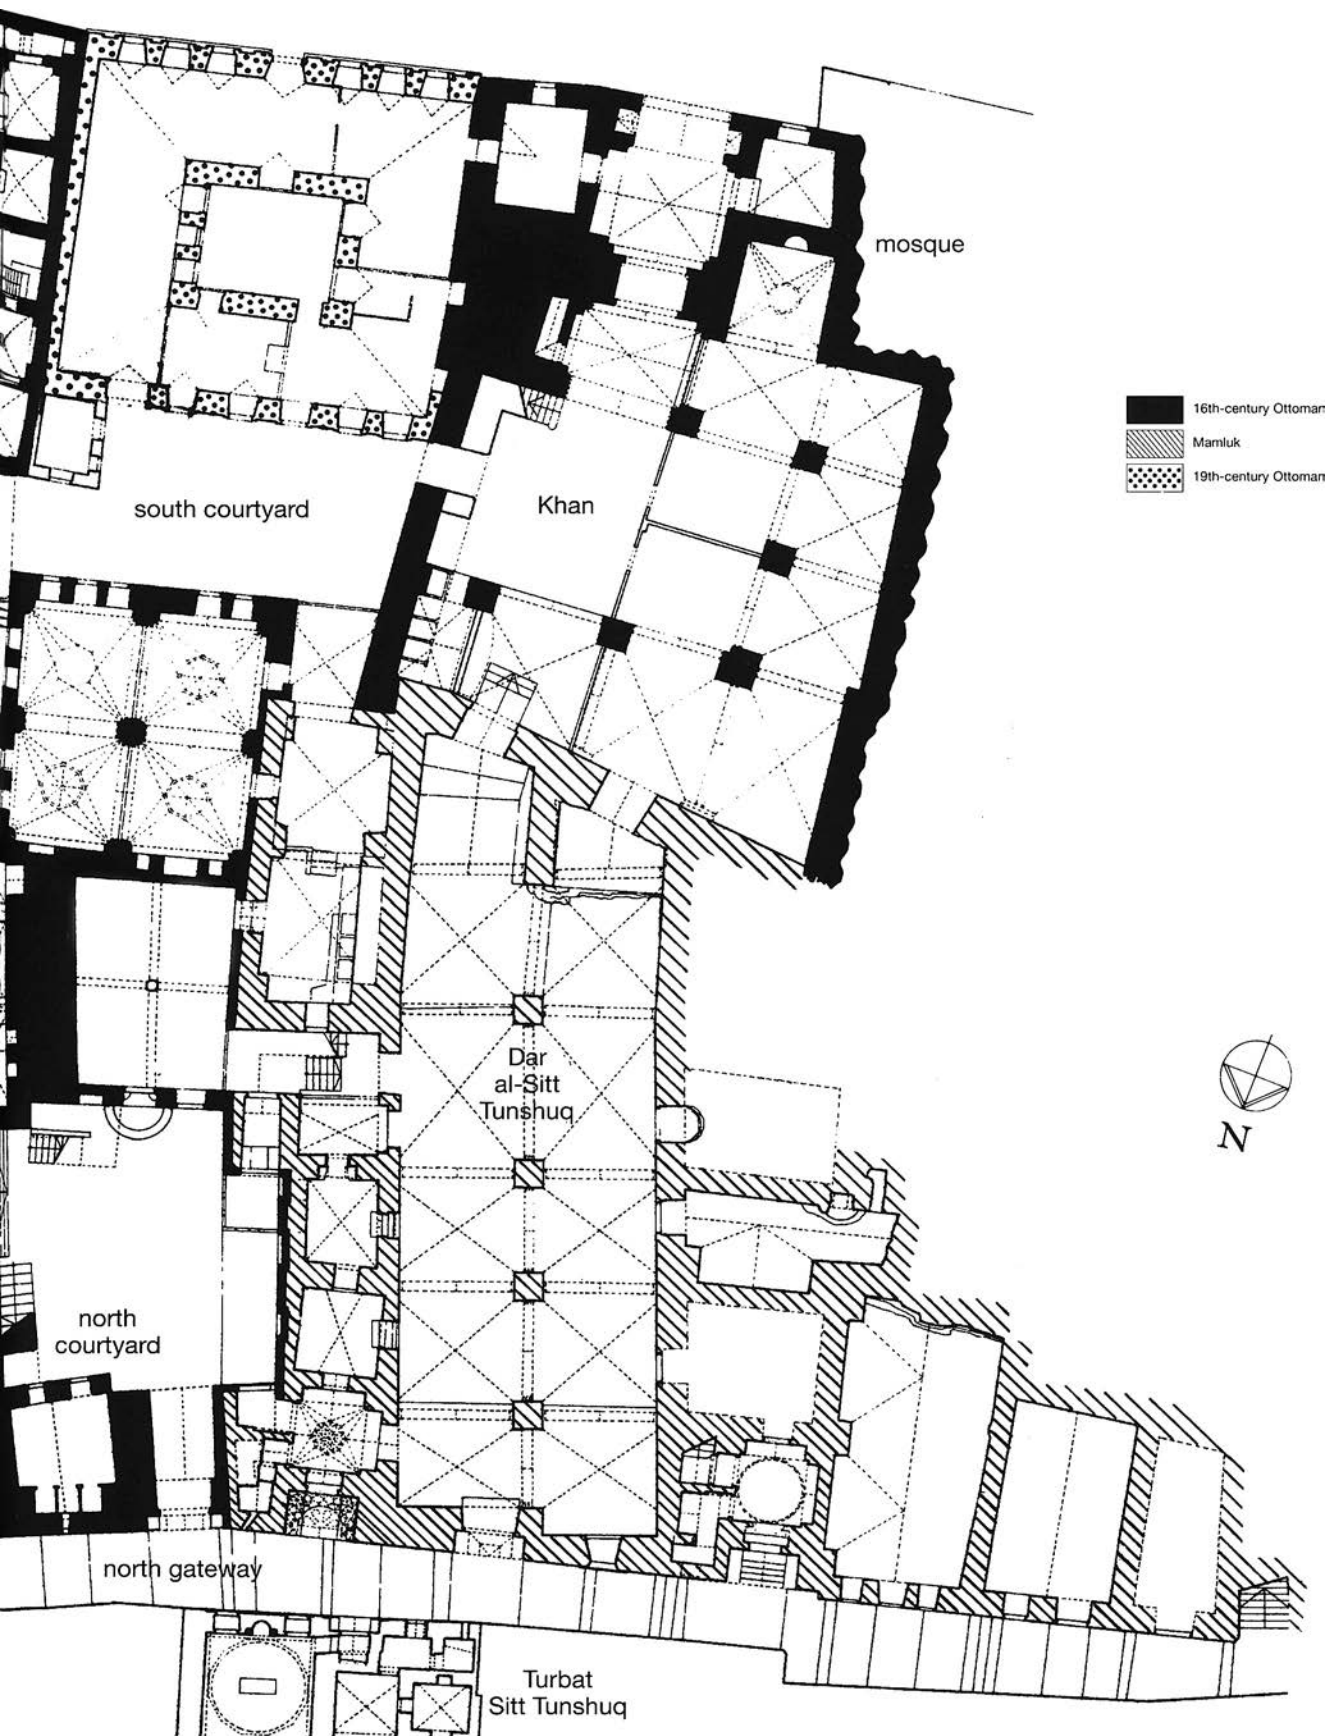 mosque
16th-century Ottoman
Mamluk
19th-century Ottoman
south courtyard
Khan
Dar
al-Sitt
Tunshuq
N
north
courtyard
north gateway
Turbat
Sitt Tunshuq